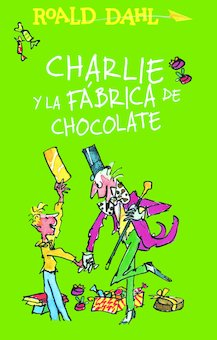 ROALD DAHL
CHARLIE
Y LA FÁBRICA DE
CHOCOLATE